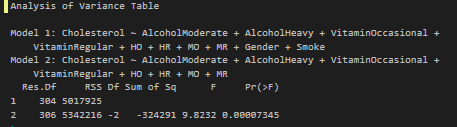 Analysis of Variance Table
Model 1: Cholesterol ~ AlcoholModerate + AlcoholHeavy + VitaminOccasional +
VitaminRegular + HO + HR + MO + MR + Gender + Smoke
Model 2: Cholesterol ~ AlcoholModerate + AlcoholHeavy + VitaminOccasional +
VitaminRegular + HO + HR + MO + MR
Res.Df RSS Df Sum of Sq F Pr(>F)
1 304 5017925
2 306 5342216 -2 -324291 9.8232 0.00007345